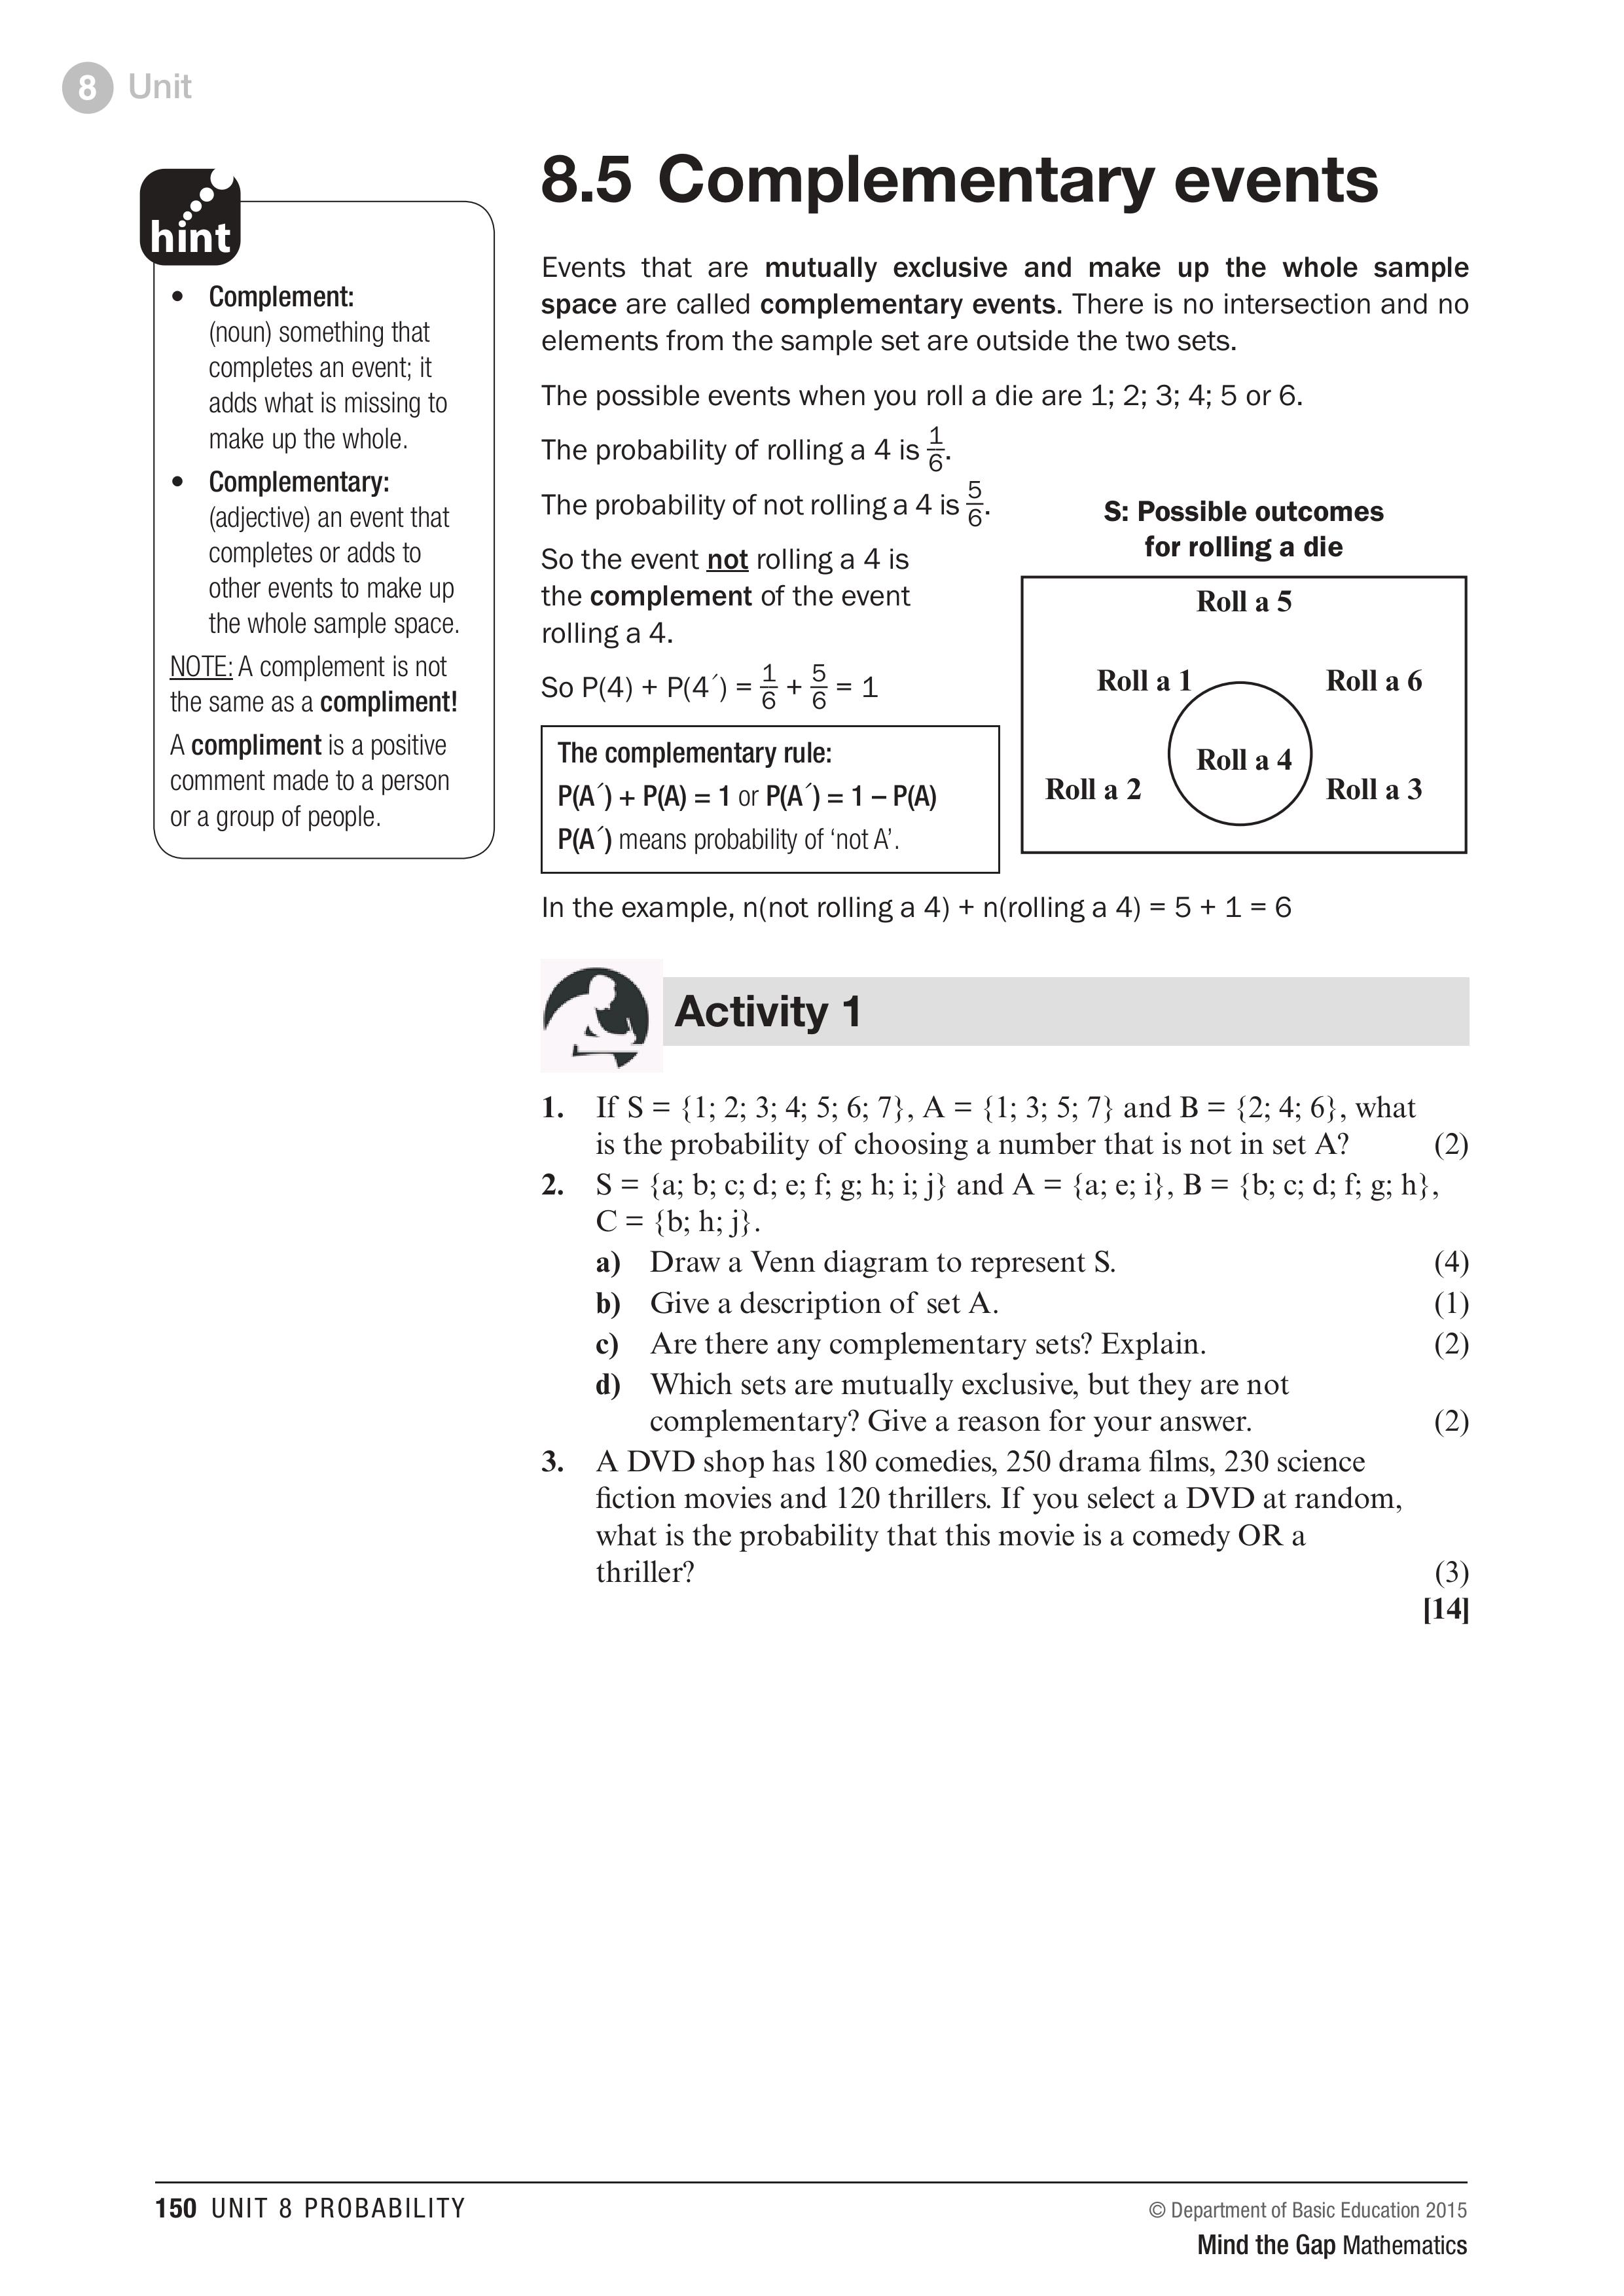 8 Unit
hint
• Complement:
(noun) something that
completes an event; it
adds what is missing to
make up the whole.
• Complementary:
(adjective) an event that
completes or adds to
other events to make up
the whole sample space.
NOTE: A complement is not
the same as a compliment!
A compliment is a positive
comment made to a person
or a group of people.
8.5 Complementary events
Events that are mutually exclusive and make up the whole sample
space are called complementary events. There is no intersection and no
elements from the sample set are outside the two sets.
The possible events when you roll a die are 1; 2; 3; 4; 5 or 6.
The probability of rolling a 4 is 1/6.
The probability of not rolling a 4 is 5/6.
So the event not rolling a 4 is
the complement of the event
rolling a 4.
So P(4) + P(4´) = 1/6 + 5/6 = 1
The complementary rule:
P(A´) + P(A) = 1 or P(A´) = 1 – P(A)
P(A´) means probability of ‘not A’.
S: Possible outcomes
for rolling a die
Roll a 5
Roll a 1 Roll a 6
Roll a 4
Roll a 2 Roll a 3
In the example, n(not rolling a 4) + n(rolling a 4) = 5 + 1 = 6
Activity 1
1. If S = {1; 2; 3; 4; 5; 6; 7}, A = {1; 3; 5; 7} and B = {2; 4; 6}, what
is the probability of choosing a number that is not in set A? (2)
2. S = {a; b; c; d; e; f; g; h; i; j} and A = {a; e; i}, B = {b; c; d; f; g; h},
C = {b; h; j}.
a) Draw a Venn diagram to represent S. (4)
b) Give a description of set A. (1)
c) Are there any complementary sets? Explain. (2)
d) Which sets are mutually exclusive, but they are not
complementary? Give a reason for your answer. (2)
3. A DVD shop has 180 comedies, 250 drama films, 230 science
fiction movies and 120 thrillers. If you select a DVD at random,
what is the probability that this movie is a comedy OR a
thriller? (3)
[14]
150 UNIT 8 PROBABILITY
© Department of Basic Education 2015
Mind the Gap Mathematics